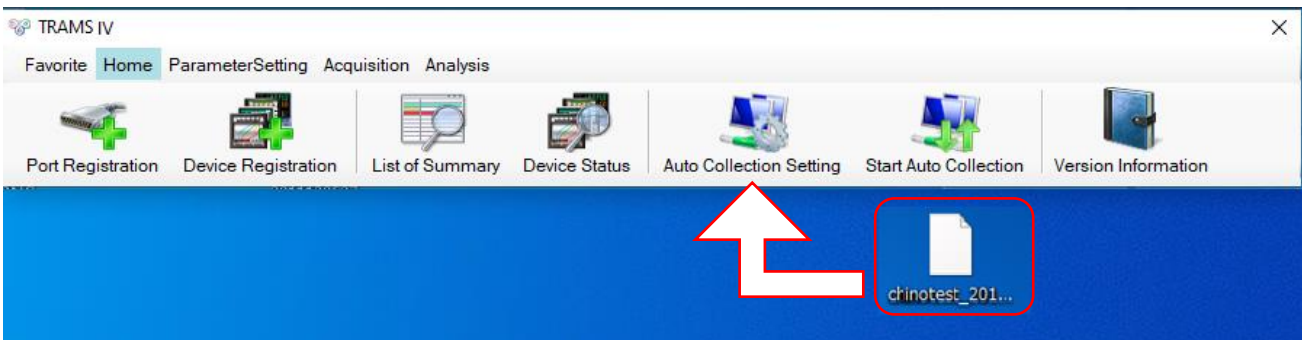 TRAMS IV
Favorite Home ParameterSetting Acquisition Analysis
Port Registration Device Registration List of Summary Device Status Auto Collection Setting Start Auto Collection Version Information
chinotest_201...